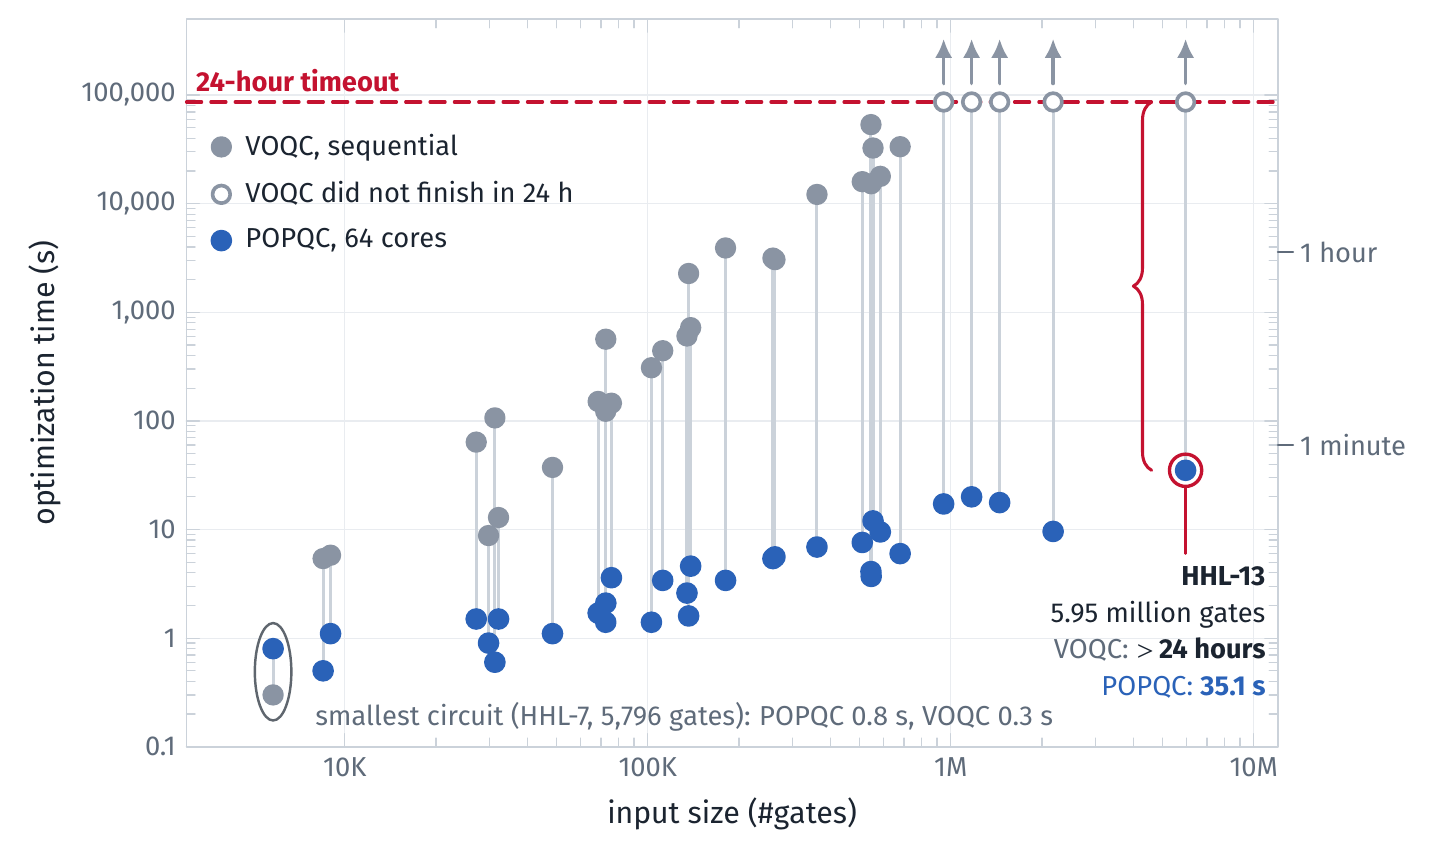 24-hour timeout
VOQC, sequential
VOQC did not finish in 24 h
POPQC, 64 cores
optimization time (s)
100,000
10,000
1,000
100
10
1
0.1
1 hour
1 minute
HHL-13
5.95 million gates
VOQC: > 24 hours
POPQC: 35.1 s
smallest circuit (HHL-7, 5,796 gates): POPQC 0.8 s, VOQC 0.3 s
10K
100K
1M
10M
input size (#gates)